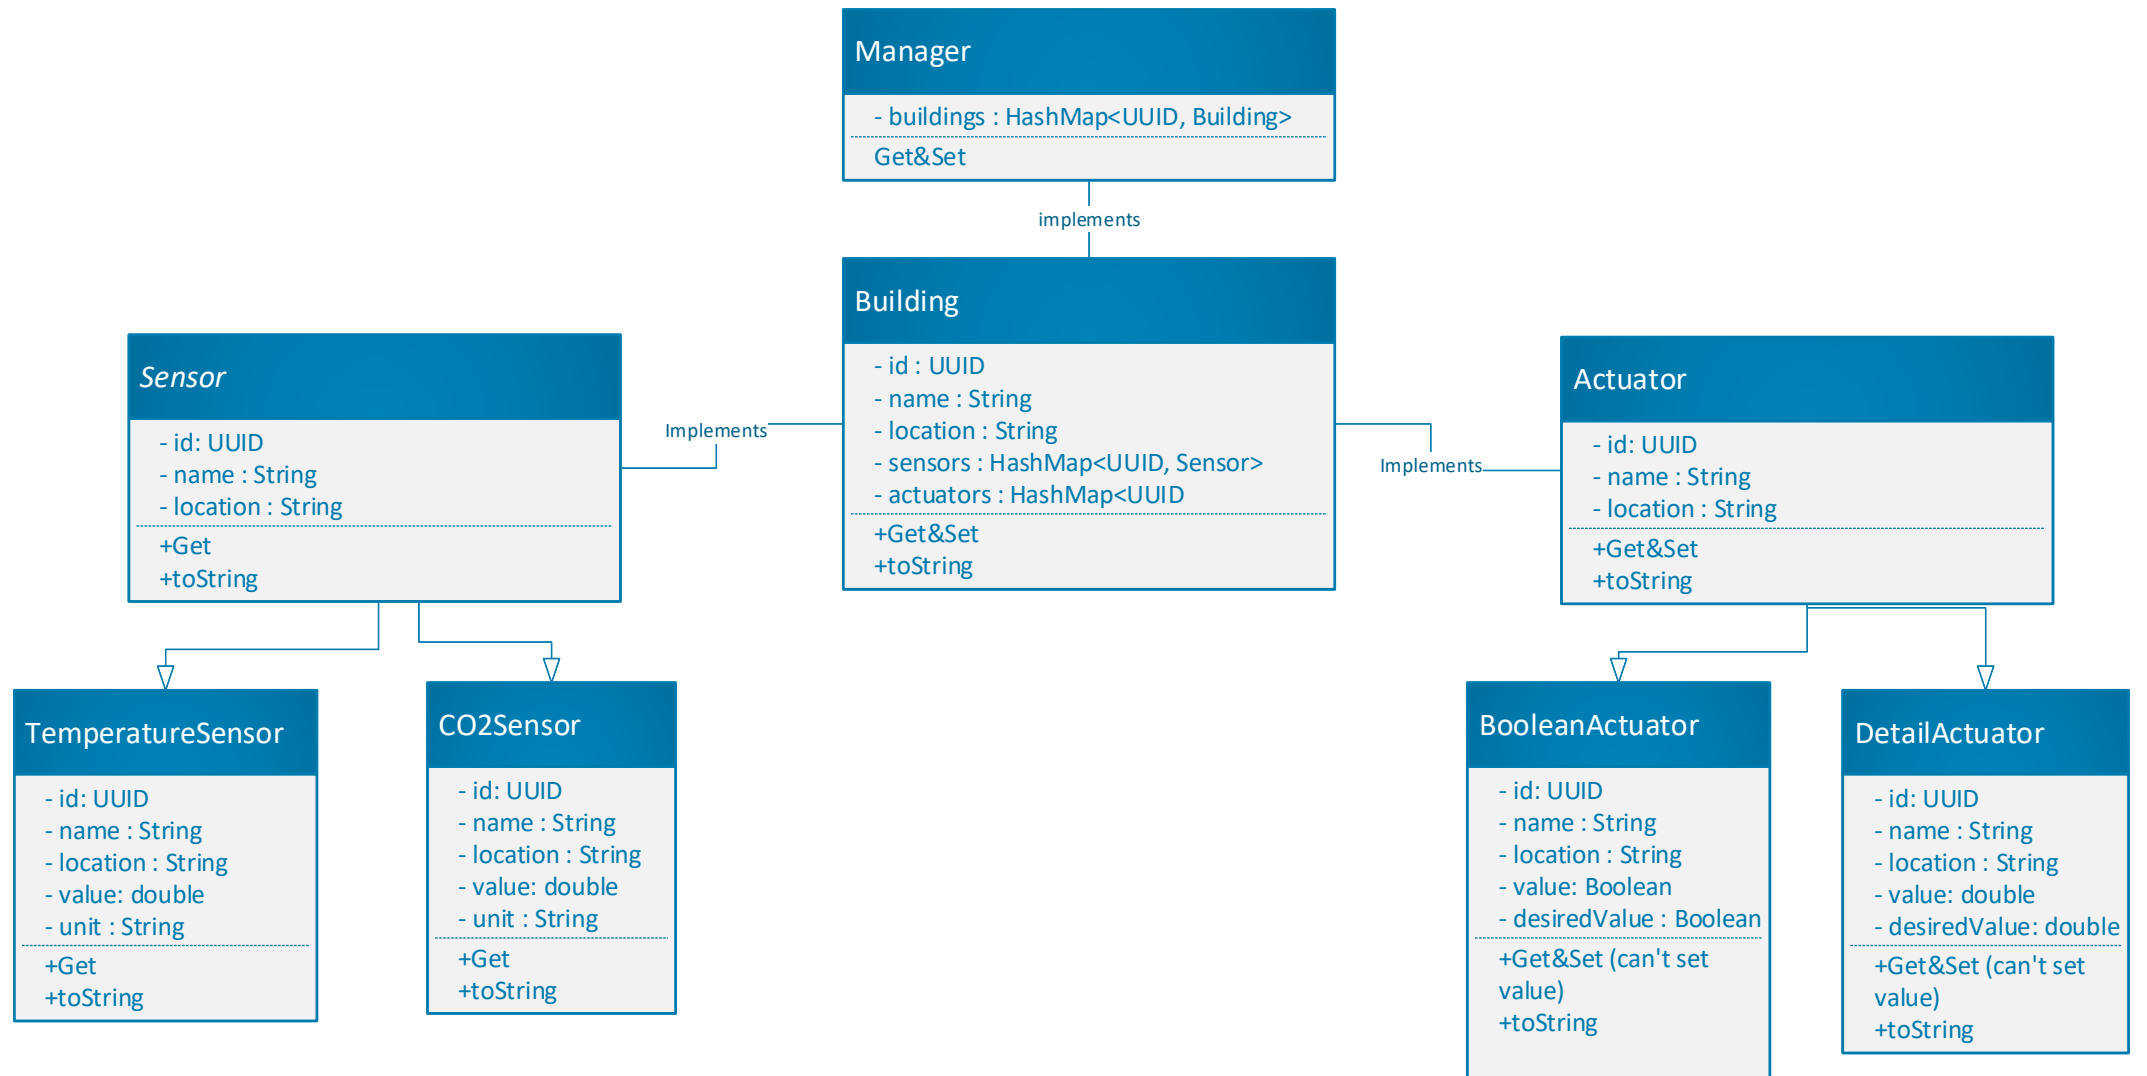 Manager
- buildings : HashMap<UUID, Building>
Get&Set
implements
Building
- id : UUID
- name : String
- location : String
- sensors : HashMap<UUID, Sensor>
- actuators : HashMap<UUID
+Get&Set
+toString
Implements
Implements
Sensor
- id: UUID
- name : String
- location : String
+Get
+toString
Actuator
- id: UUID
- name : String
- location : String
+Get&Set
+toString
TemperatureSensor
- id: UUID
- name : String
- location : String
- value: double
- unit : String
+Get
+toString
CO2Sensor
- id: UUID
- name : String
- location : String
- value: double
- unit : String
+Get
+toString
BooleanActuator
- id: UUID
- name : String
- location : String
- value: Boolean
- desiredValue : Boolean
+Get&Set (can't set
value)
+toString
DetailActuator
- id: UUID
- name : String
- location : String
- value: double
- desiredValue: double
+Get&Set (can't set
value)
+toString